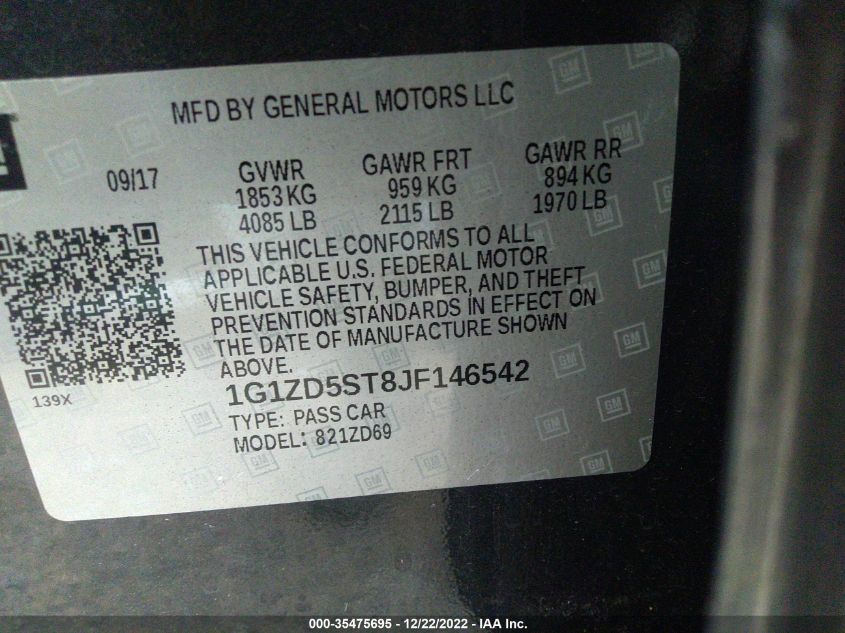 MFD BY GENERAL MOTORS LLC
09/17 GVWR GAWR FRT GAWR RR
1853 KG 959 KG 894 KG
4085 LB 2115 LB 1970 LB
THIS VEHICLE CONFORMS TO ALL
APPLICABLE U.S. FEDERAL MOTOR
VEHICLE SAFETY, BUMPER, AND THEFT
PREVENTION STANDARDS IN EFFECT ON
THE DATE OF MANUFACTURE SHOWN
ABOVE.
1G1ZD5ST8JF146542
139X
TYPE: PASS CAR
MODEL: 821ZD69
000-35475695 - 12/22/2022 - IAA Inc.